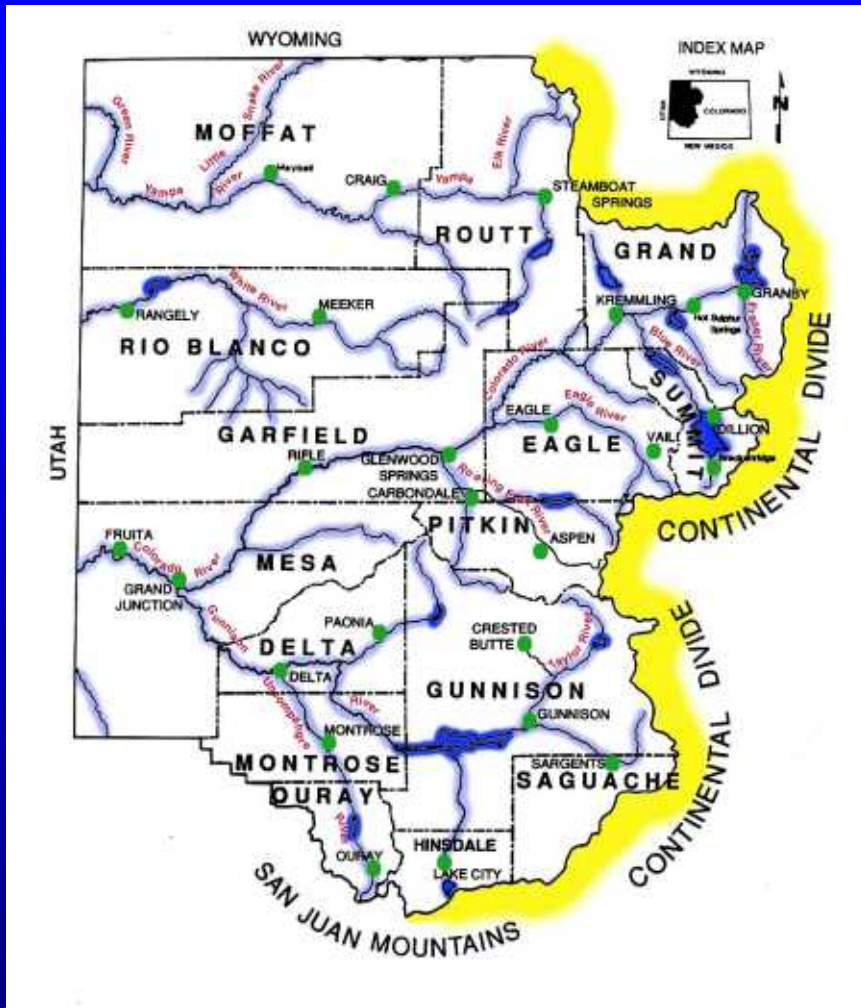 WYOMING
INDEX MAP
WYOMING
UTAH
COLORADO
NEW MEXICO
N
Green River
Little Snake River
MOFFAT
Maybell
Yampa River
CRAIG
Yampa
Elk River
STEAMBOAT
SPRINGS
ROUTT
GRAND
White River
MEEKER
RANGELY
RIO BLANCO
KREMMLING
GRANBY
Hot Sulphur
Springs
Fraser River
Blue River
Colorado River
SUMMIT
DILLION
Breckenridge
EAGLE
Eagle River
EAGLE
VAIL
CONTINENTAL DIVIDE
UTAH
GARFIELD
RIFLE
GLENWOOD
SPRINGS
CARBONDALE
Roaring Fork River
PITKIN
ASPEN
FRUITA
Colorado River
MESA
GRAND
JUNCTION
Gunnison
PAONIA
DELTA
DELTA
CRESTED
BUTTE
Taylor River
GUNNISON
GUNNISON
River
Uncompahgre
MONTROSE
MONTROSE
SARGENTS
SAGUACHE
OURAY
River
OURAY
HINSDALE
LAKE CITY
CONTINENTAL DIVIDE
SAN JUAN MOUNTAINS